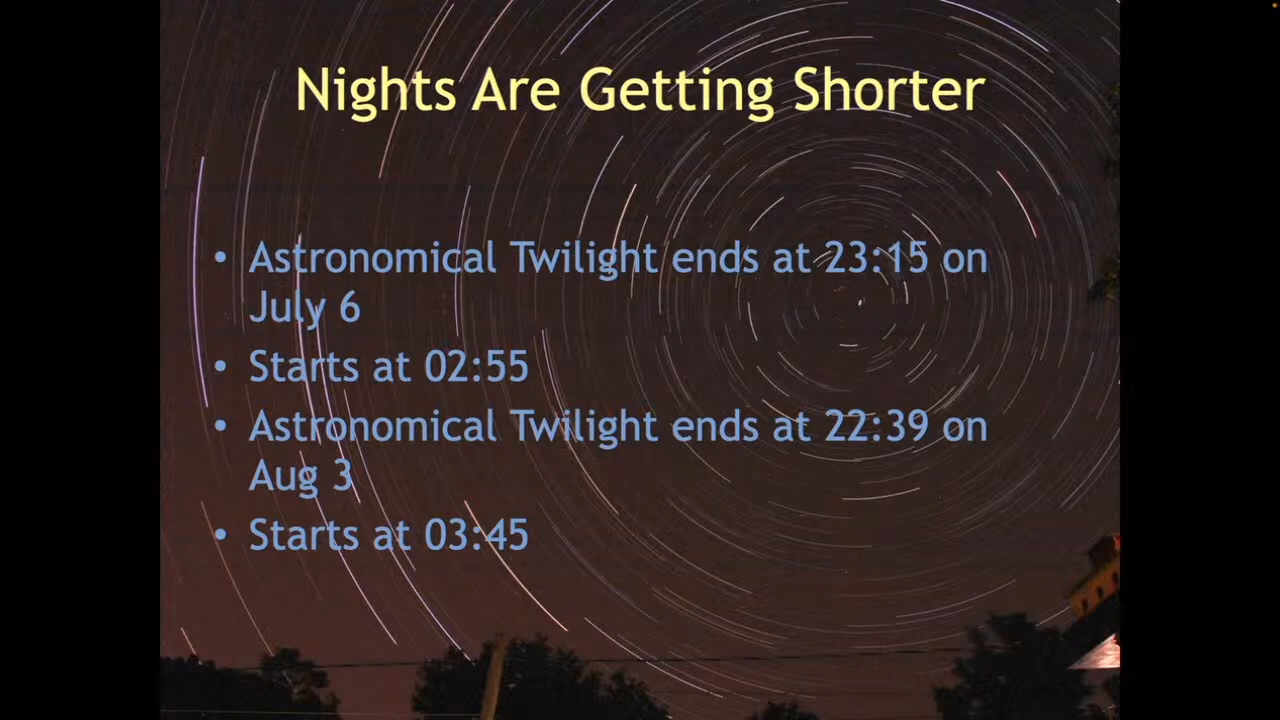 Nights Are Getting Shorter
• Astronomical Twilight ends at 23:15 on
July 6
• Starts at 02:55
• Astronomical Twilight ends at 22:39 on
Aug 3
• Starts at 03:45